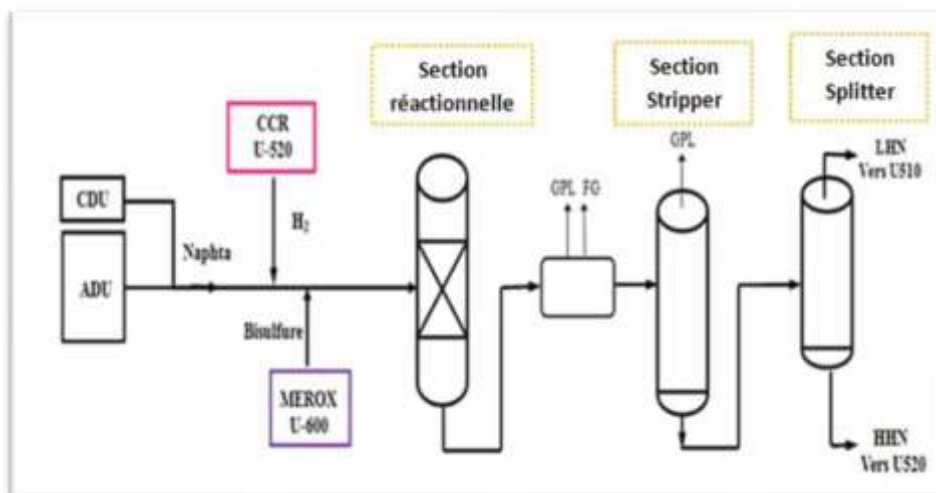 Section
réactionnelle
Section
Stripper
Section
Splitter
CCR
U-520
GPL
LHN
Vers U510
CDU
GPL FG
H₂
Naphta
ADU
Bisulfure
MEROX
U-600
HHN
Vers U520